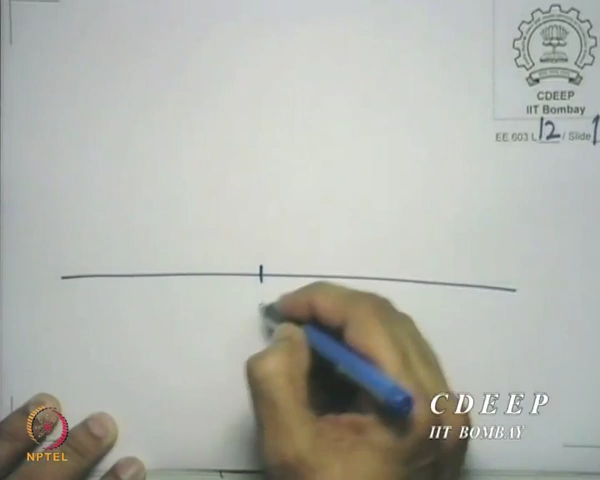 CDEEP
IIT Bombay
EE 603 L 12 / Slide 1
CDEEP
IIT BOMBAY
NPTEL